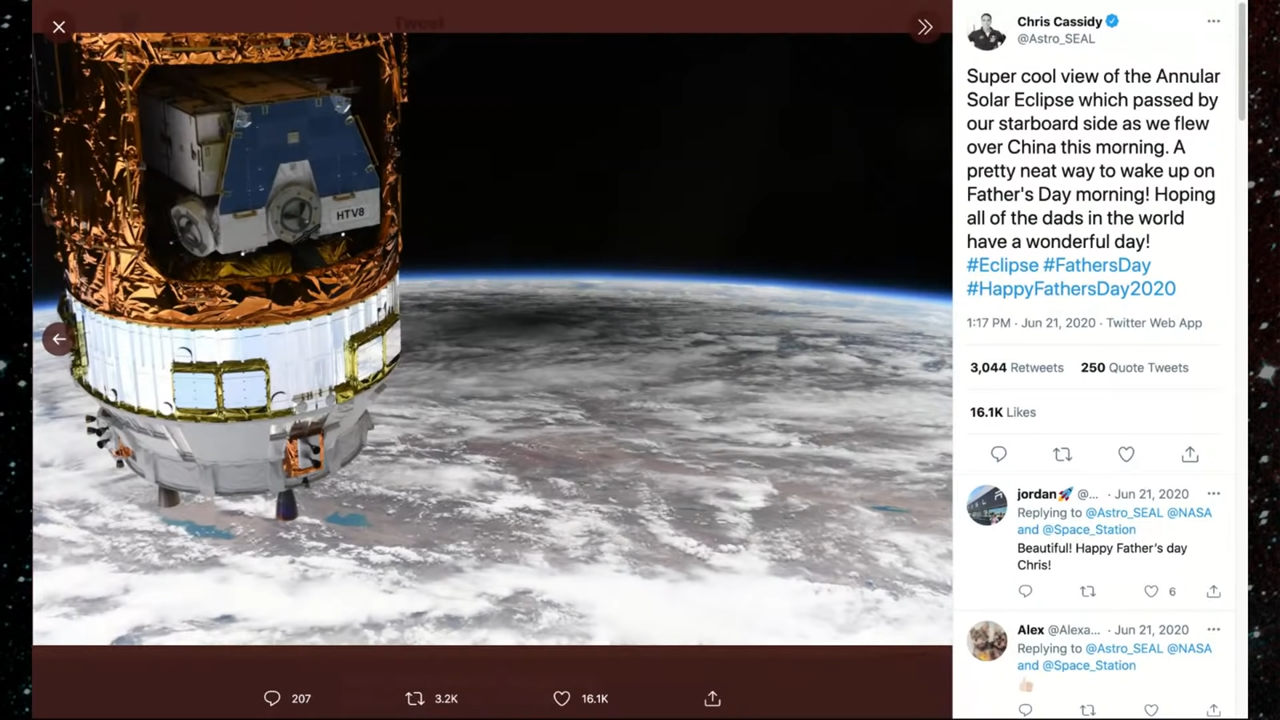 Tweet
HTV8
207
3.2K
16.1K
Chris Cassidy
@Astro_SEAL
Super cool view of the Annular
Solar Eclipse which passed by
our starboard side as we flew
over China this morning. A
pretty neat way to wake up on
Father's Day morning! Hoping
all of the dads in the world
have a wonderful day!
#Eclipse #FathersDay
#HappyFathersDay2020
1:17 PM · Jun 21, 2020 · Twitter Web App
3,044 Retweets 250 Quote Tweets
16.1K Likes
jordan🚀 @... · Jun 21, 2020
Replying to @Astro_SEAL @NASA
and @Space_Station
Beautiful! Happy Father’s day
Chris!
6
Alex @Alexa... · Jun 21, 2020
Replying to @Astro_SEAL @NASA
and @Space_Station
👍🏻